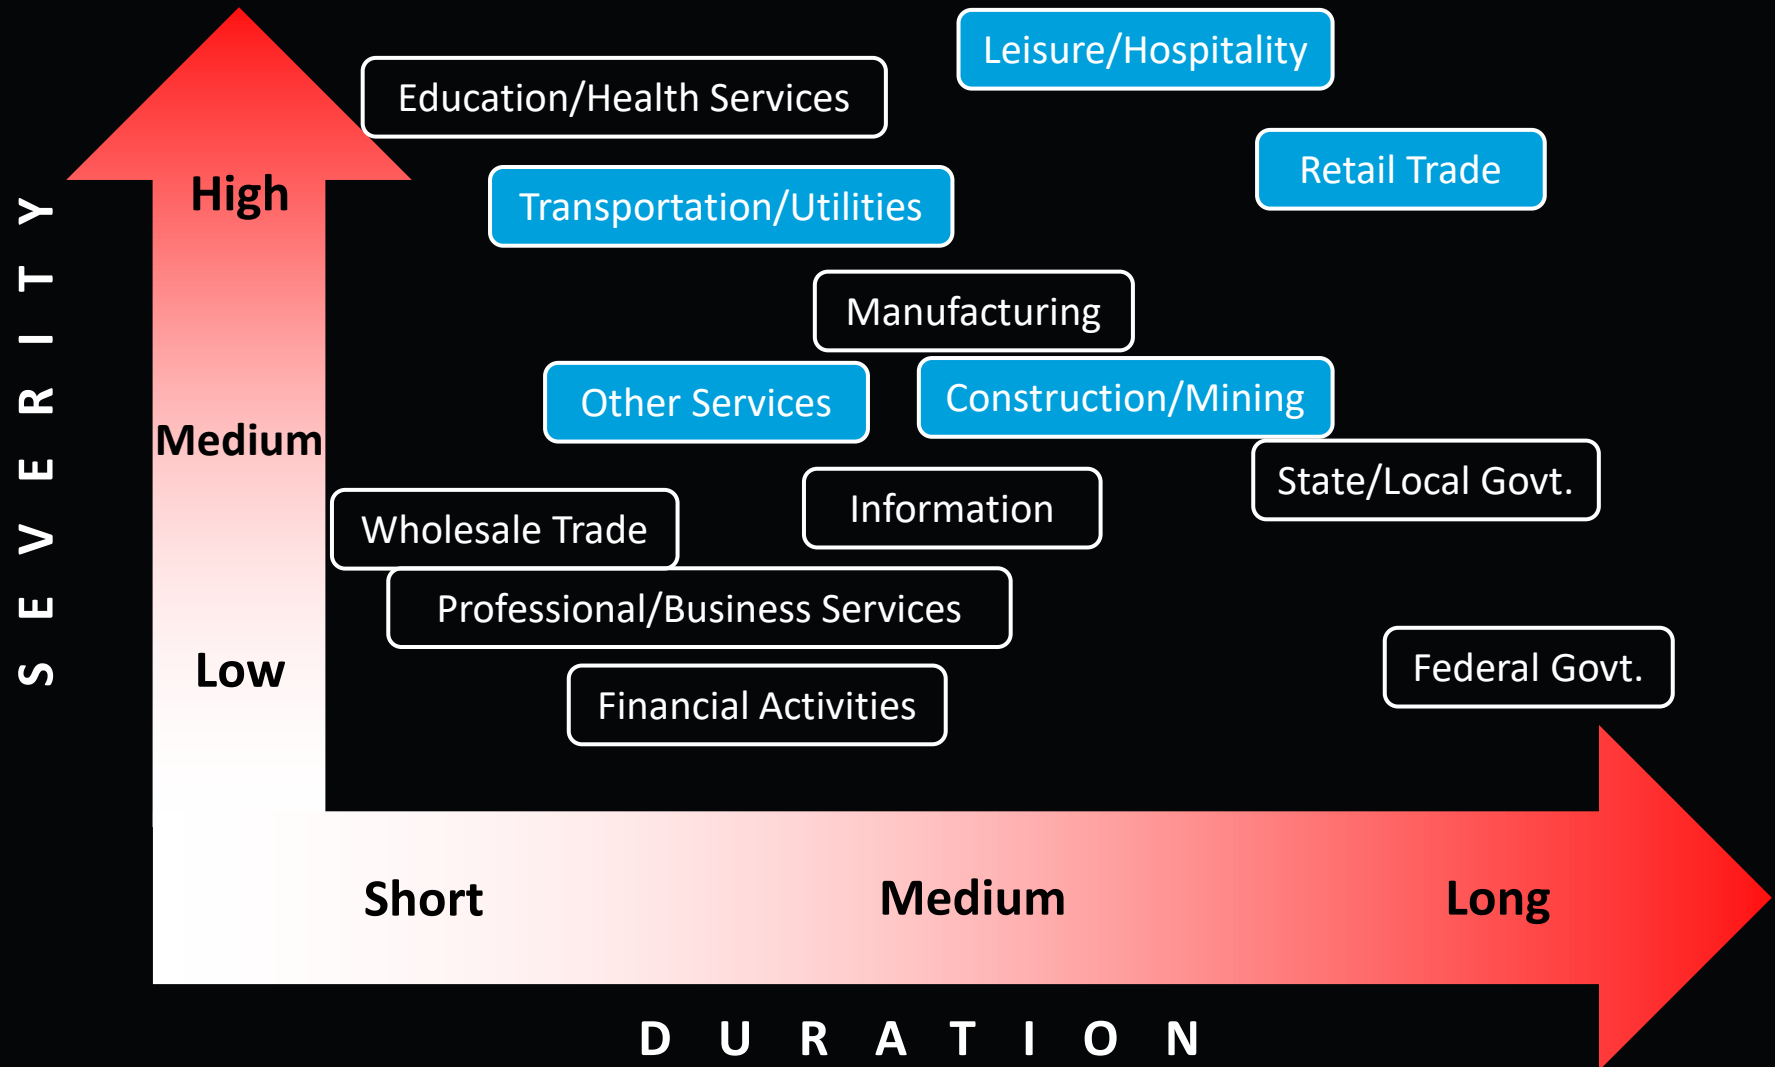 Leisure/Hospitality
Education/Health Services
Retail Trade
High
Transportation/Utilities
Manufacturing
Other Services
Construction/Mining
Medium
State/Local Govt.
Information
Wholesale Trade
Professional/Business Services
Low
Federal Govt.
Financial Activities
SEVERITY
Short
Medium
Long
DURATION